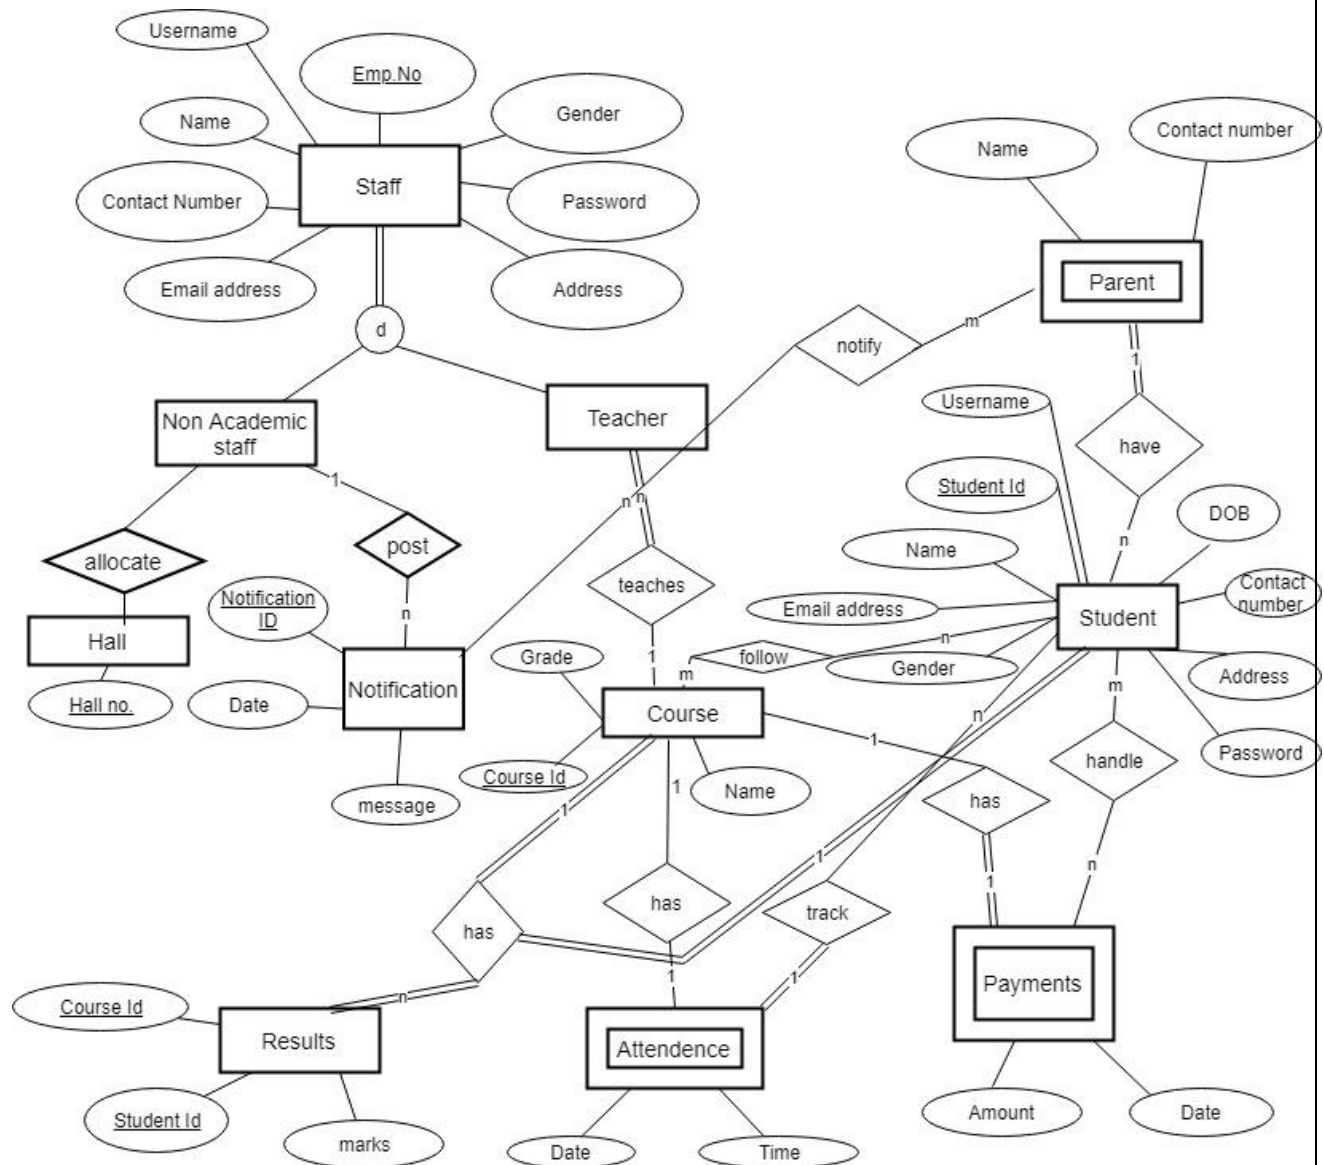 Username
Emp.No
Gender
Name
Contact number
Name
Staff
Contact Number
Password
Email address
Address
Parent
d
notify
m
1
Username
Non Academic
staff
Teacher
have
1
Student Id
DOB
n
n
n
Name
post
allocate
teaches
Contact
number
Notification
ID
Email address
n
Student
Hall
n
1
Grade
follow
Gender
m
Address
m
Hall no.
Date
Notification
Course
n
1
Password
handle
Course Id
1
Name
message
has
1
1
n
1
has
has
track
Course Id
n
1
1
Payments
Results
Attendence
Student Id
marks
Amount
Date
Date
Time